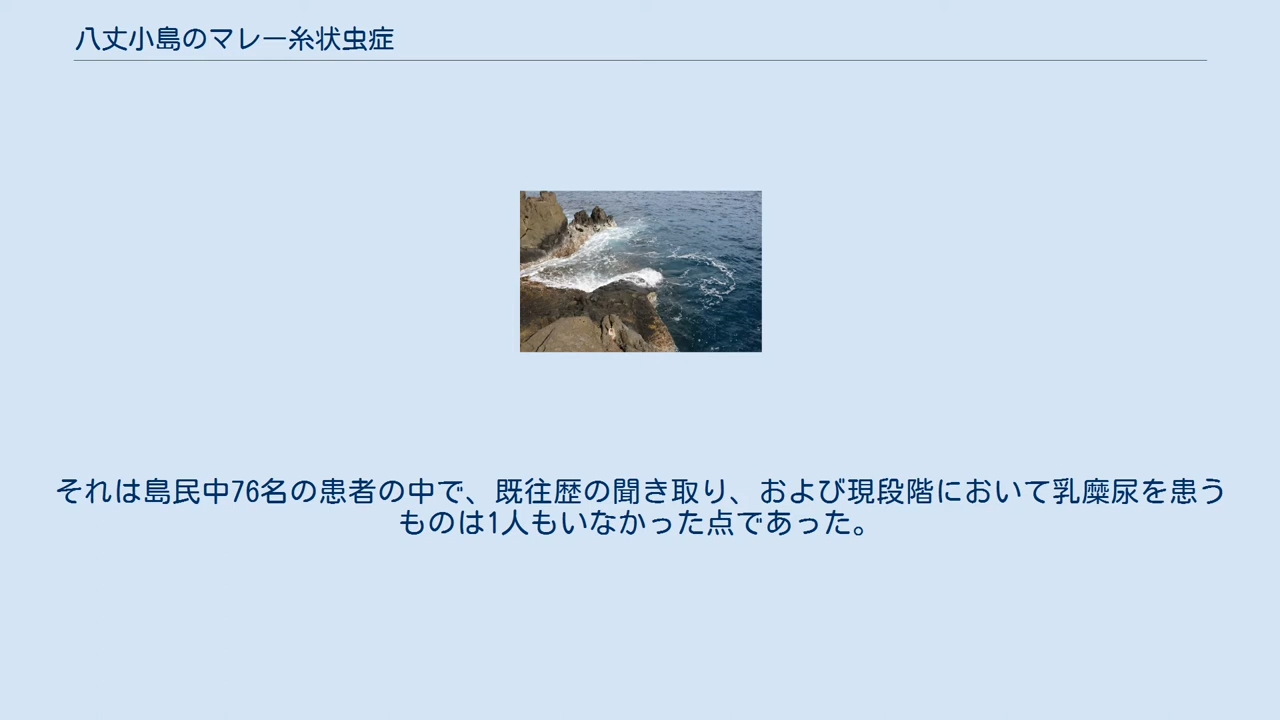 八丈小島のマレー糸状虫症
それは島民中76名の患者の中で、既往歴の聞き取り、および現段階において乳糜尿を患う
ものは1人もいなかった点であった。